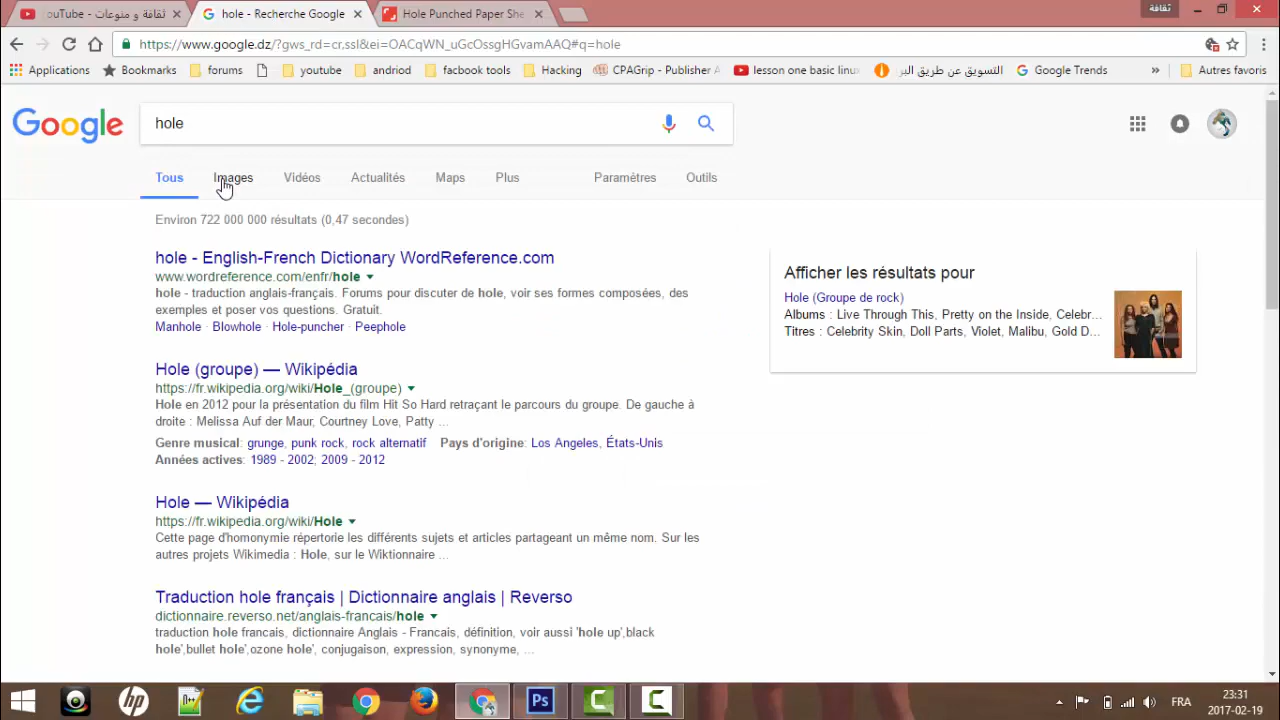 ثقافة و منوعات - YouTube
hole - Recherche Google
Hole Punched Paper She
ثقافة
https://www.google.dz/?gws_rd=cr,ssl&ei=OACqWN_uGcOssgHGvamAAQ#q=hole
Applications
Bookmarks
forums
youtube
andriod
facbook tools
Hacking
CPAGrip - Publisher A
lesson one basic linux
التسويق عن طريق البر
Google Trends
»
Autres favoris
Google
hole
Tous
Images
Vidéos
Actualités
Maps
Plus
Paramètres
Outils
Environ 722 000 000 résultats (0,47 secondes)
hole - English-French Dictionary WordReference.com
www.wordreference.com/enfr/hole
hole - traduction anglais-français. Forums pour discuter de hole, voir ses formes composées, des
exemples et poser vos questions. Gratuit.
Manhole · Blowhole · Hole-puncher · Peephole
Hole (groupe) — Wikipédia
https://fr.wikipedia.org/wiki/Hole_(groupe)
Hole en 2012 pour la présentation du film Hit So Hard retraçant le parcours du groupe. De gauche à
droite : Melissa Auf der Maur, Courtney Love, Patty ...
Genre musical: grunge, punk rock, rock alternatif Pays d'origine: Los Angeles, États-Unis
Années actives: 1989 - 2002; 2009 - 2012
Hole — Wikipédia
https://fr.wikipedia.org/wiki/Hole
Cette page d'homonymie répertorie les différents sujets et articles partageant un même nom. Sur les
autres projets Wikimedia : Hole, sur le Wiktionnaire ...
Traduction hole français | Dictionnaire anglais | Reverso
dictionnaire.reverso.net/anglais-francais/hole
traduction hole francais, dictionnaire Anglais - Francais, définition, voir aussi 'hole up',black
hole',bullet hole',ozone hole', conjugaison, expression, synonyme, ...
Afficher les résultats pour
Hole (Groupe de rock)
Albums : Live Through This, Pretty on the Inside, Celebr...
Titres : Celebrity Skin, Doll Parts, Violet, Malibu, Gold D...
hp
Ps
FR
23:31
2017-02-19